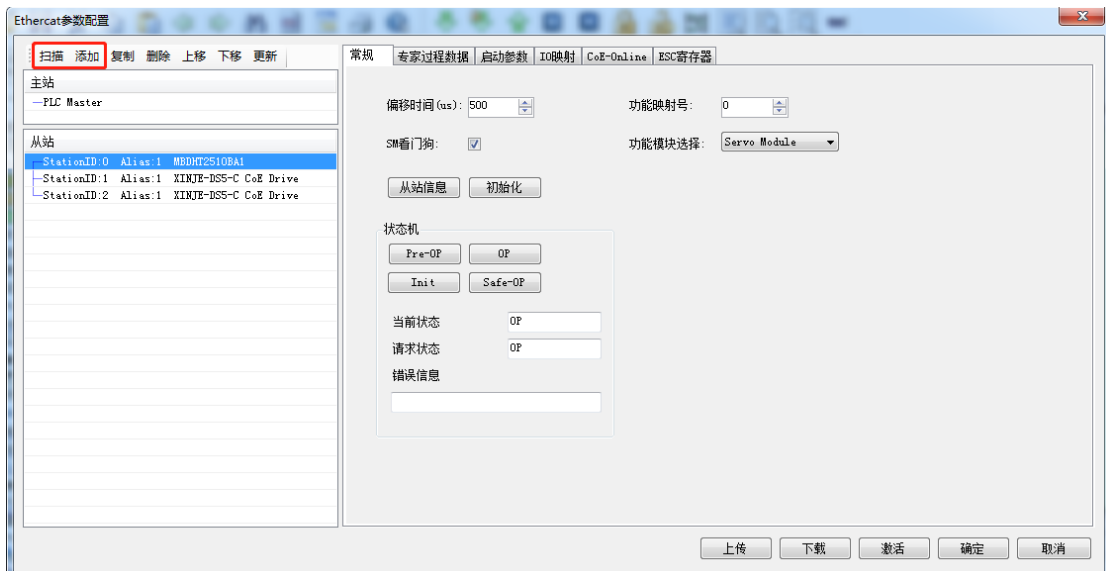 Ethercat参数配置
扫描 添加 复制 删除 上移 下移 更新
主站
PLC Master
从站
StationID:0 Alias:1 MBDHT2510BA1
StationID:1 Alias:1 XINJE-DS5-C CoE Drive
StationID:2 Alias:1 XINJE-DS5-C CoE Drive
常规 专家过程数据 启动参数 IO映射 CoE-Online ESC寄存器
偏移时间(us): 500 功能映射号: 0
SM看门狗: 功能模块选择: Servo Module
从站信息 初始化
状态机
Pre-OP OP
Init Safe-OP
当前状态 OP
请求状态 OP
错误信息
上传 下载 激活 确定 取消